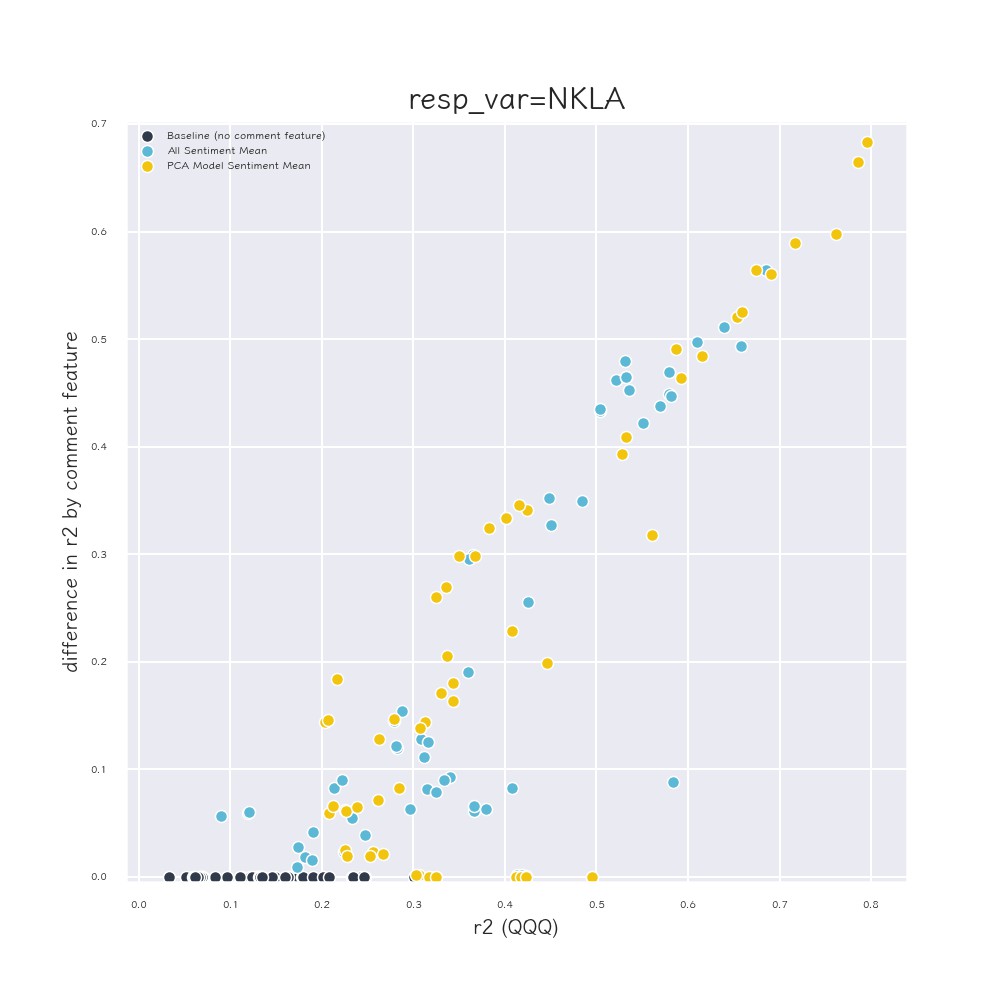 resp_var=NKLA
0.7
Baseline (no comment feature)
All Sentiment Mean
PCA Model Sentiment Mean
0.6
0.5
0.4
0.3
0.2
0.1
0.0
difference in r2 by comment feature
0.0 0.1 0.2 0.3 0.4 0.5 0.6 0.7 0.8
r2 (QQQ)